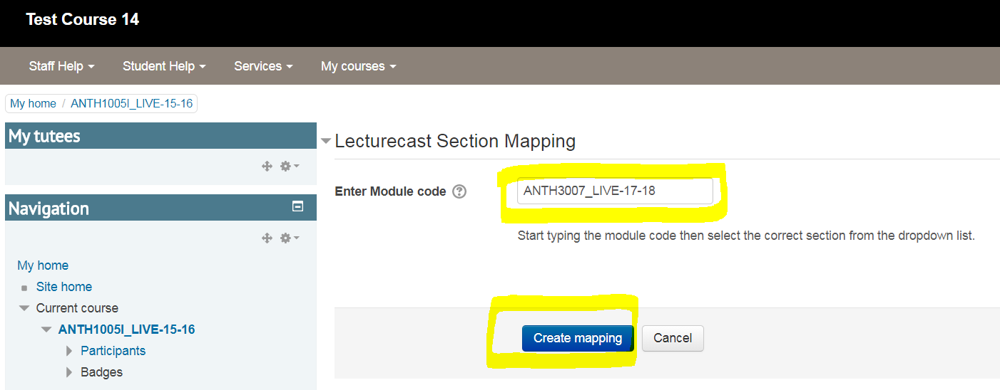 Test Course 14
Staff Help
Student Help
Services
My courses
My home / ANTH1005I_LIVE-15-16
My tutees
Navigation
My home
Site home
Current course
ANTH1005I_LIVE-15-16
Participants
Badges
Lecturecast Section Mapping
Enter Module code ?
ANTH3007_LIVE-17-18
Start typing the module code then select the correct section from the dropdown list.
Create mapping
Cancel